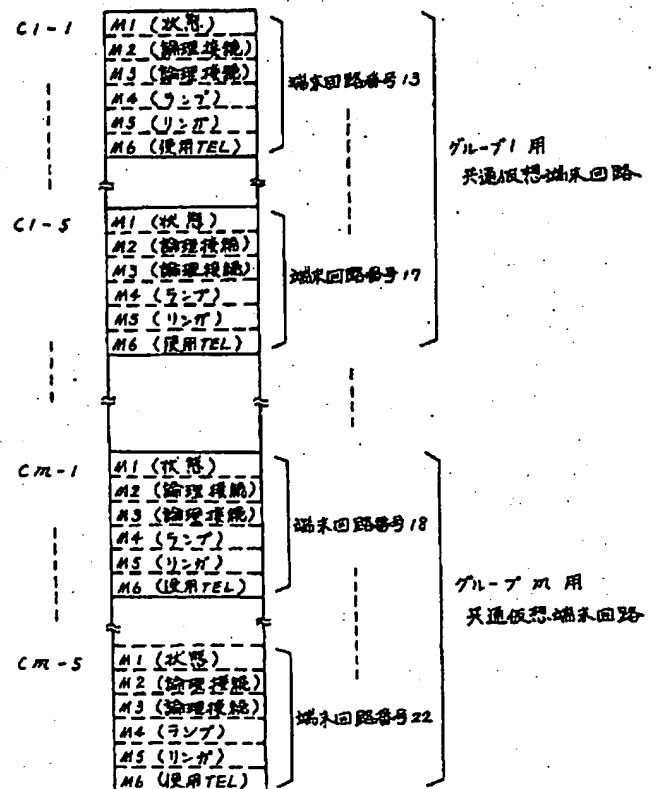 C1-1
M1 (状態)
M2 (論理接続)
M3 (論理接続)
M4 (ランプ)
M5 (リンガ)
M6 (使用TEL)
端末回路番号13
グループ1用
共通仮想端末回路
C1-5
M1 (状態)
M2 (論理接続)
M3 (論理接続)
M4 (ランプ)
M5 (リンガ)
M6 (使用TEL)
端末回路番号17
Cm-1
M1 (状態)
M2 (論理接続)
M3 (論理接続)
M4 (ランプ)
M5 (リンガ)
M6 (使用TEL)
端末回路番号18
グループm用
共通仮想端末回路
Cm-5
M1 (状態)
M2 (論理接続)
M3 (論理接続)
M4 (ランプ)
M5 (リンガ)
M6 (使用TEL)
端末回路番号22